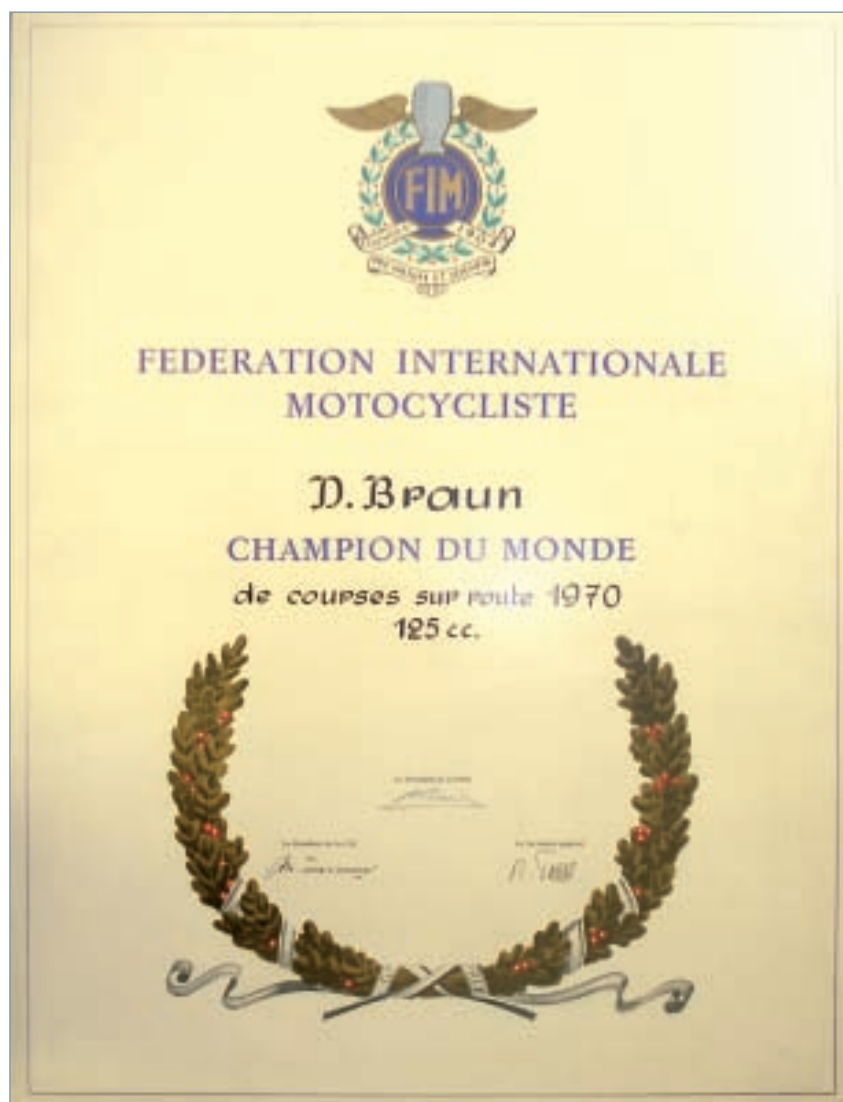 FIM
FEDERATION INTERNATIONALE
MOTOCYCLISTE
D. Braun
CHAMPION DU MONDE
de courses sur route 1970
125 cc.